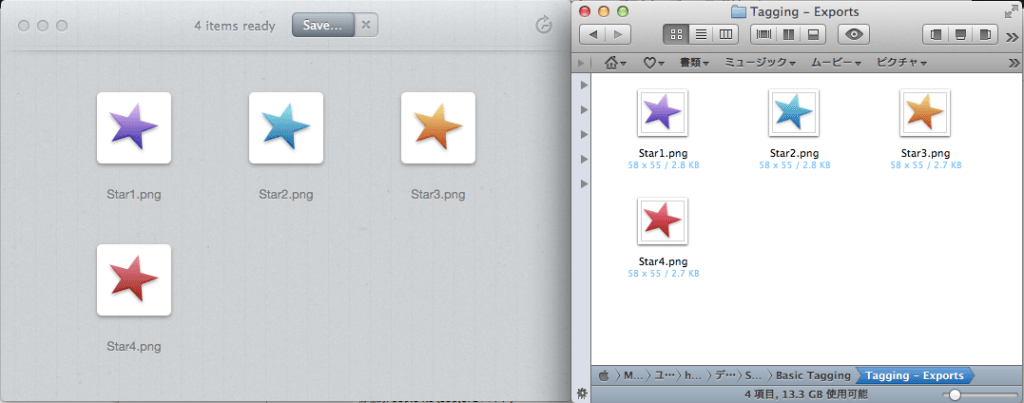 4 items ready
Save...
Star1.png
Star2.png
Star3.png
Star4.png
Tagging – Exports
書類
ミュージック
ムービー
ピクチャ
Star1.png
58 x 55 / 2.8 KB
Star2.png
58 x 55 / 2.8 KB
Star3.png
58 x 55 / 2.7 KB
Star4.png
58 x 55 / 2.7 KB
M… ユ… h… デ… S… Basic Tagging Tagging – Exports
4 項目, 13.3 GB 使用可能